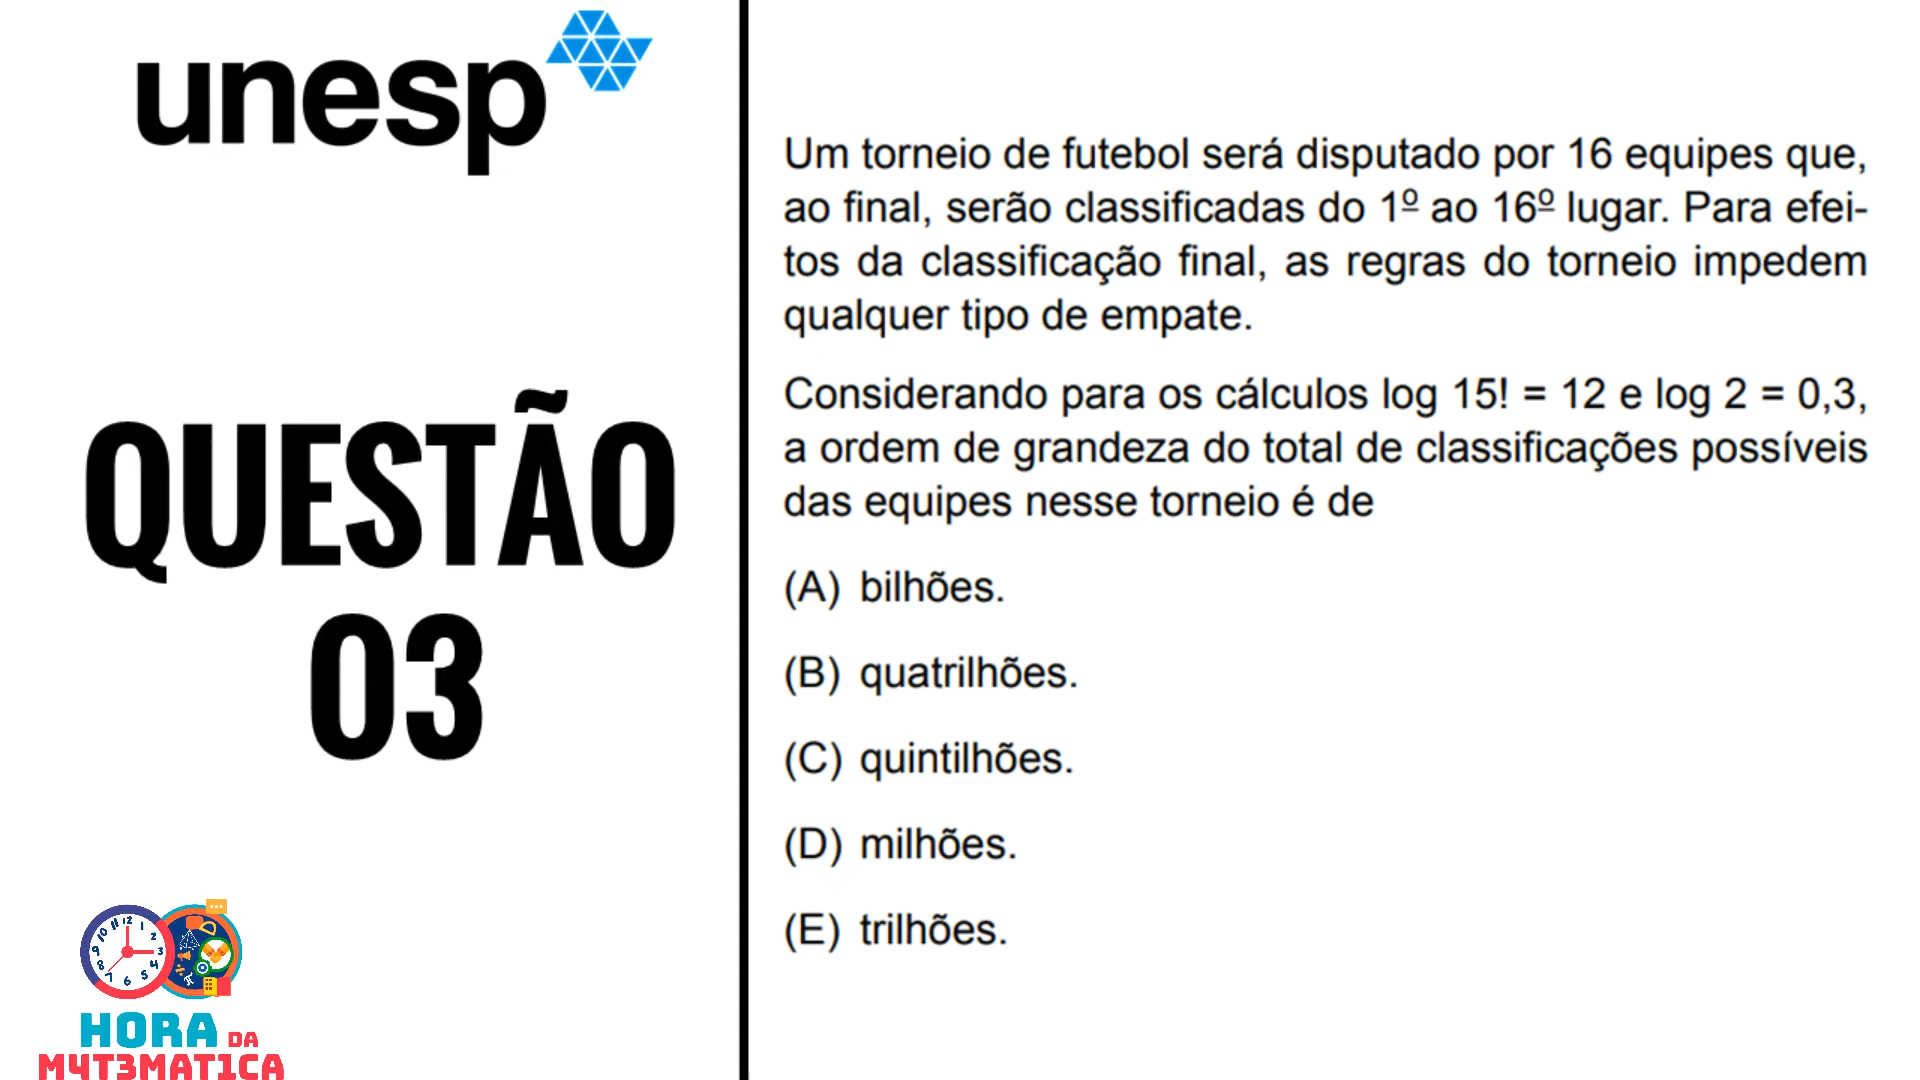 unesp
QUESTÃO
03
HORA DA
M4T3MAT1CA
Um torneio de futebol será disputado por 16 equipes que,
ao final, serão classificadas do 1º ao 16º lugar. Para efei-
tos da classificação final, as regras do torneio impedem
qualquer tipo de empate.
Considerando para os cálculos log 15! = 12 e log 2 = 0,3,
a ordem de grandeza do total de classificações possíveis
das equipes nesse torneio é de
(A) bilhões.
(B) quatrilhões.
(C) quintilhões.
(D) milhões.
(E) trilhões.